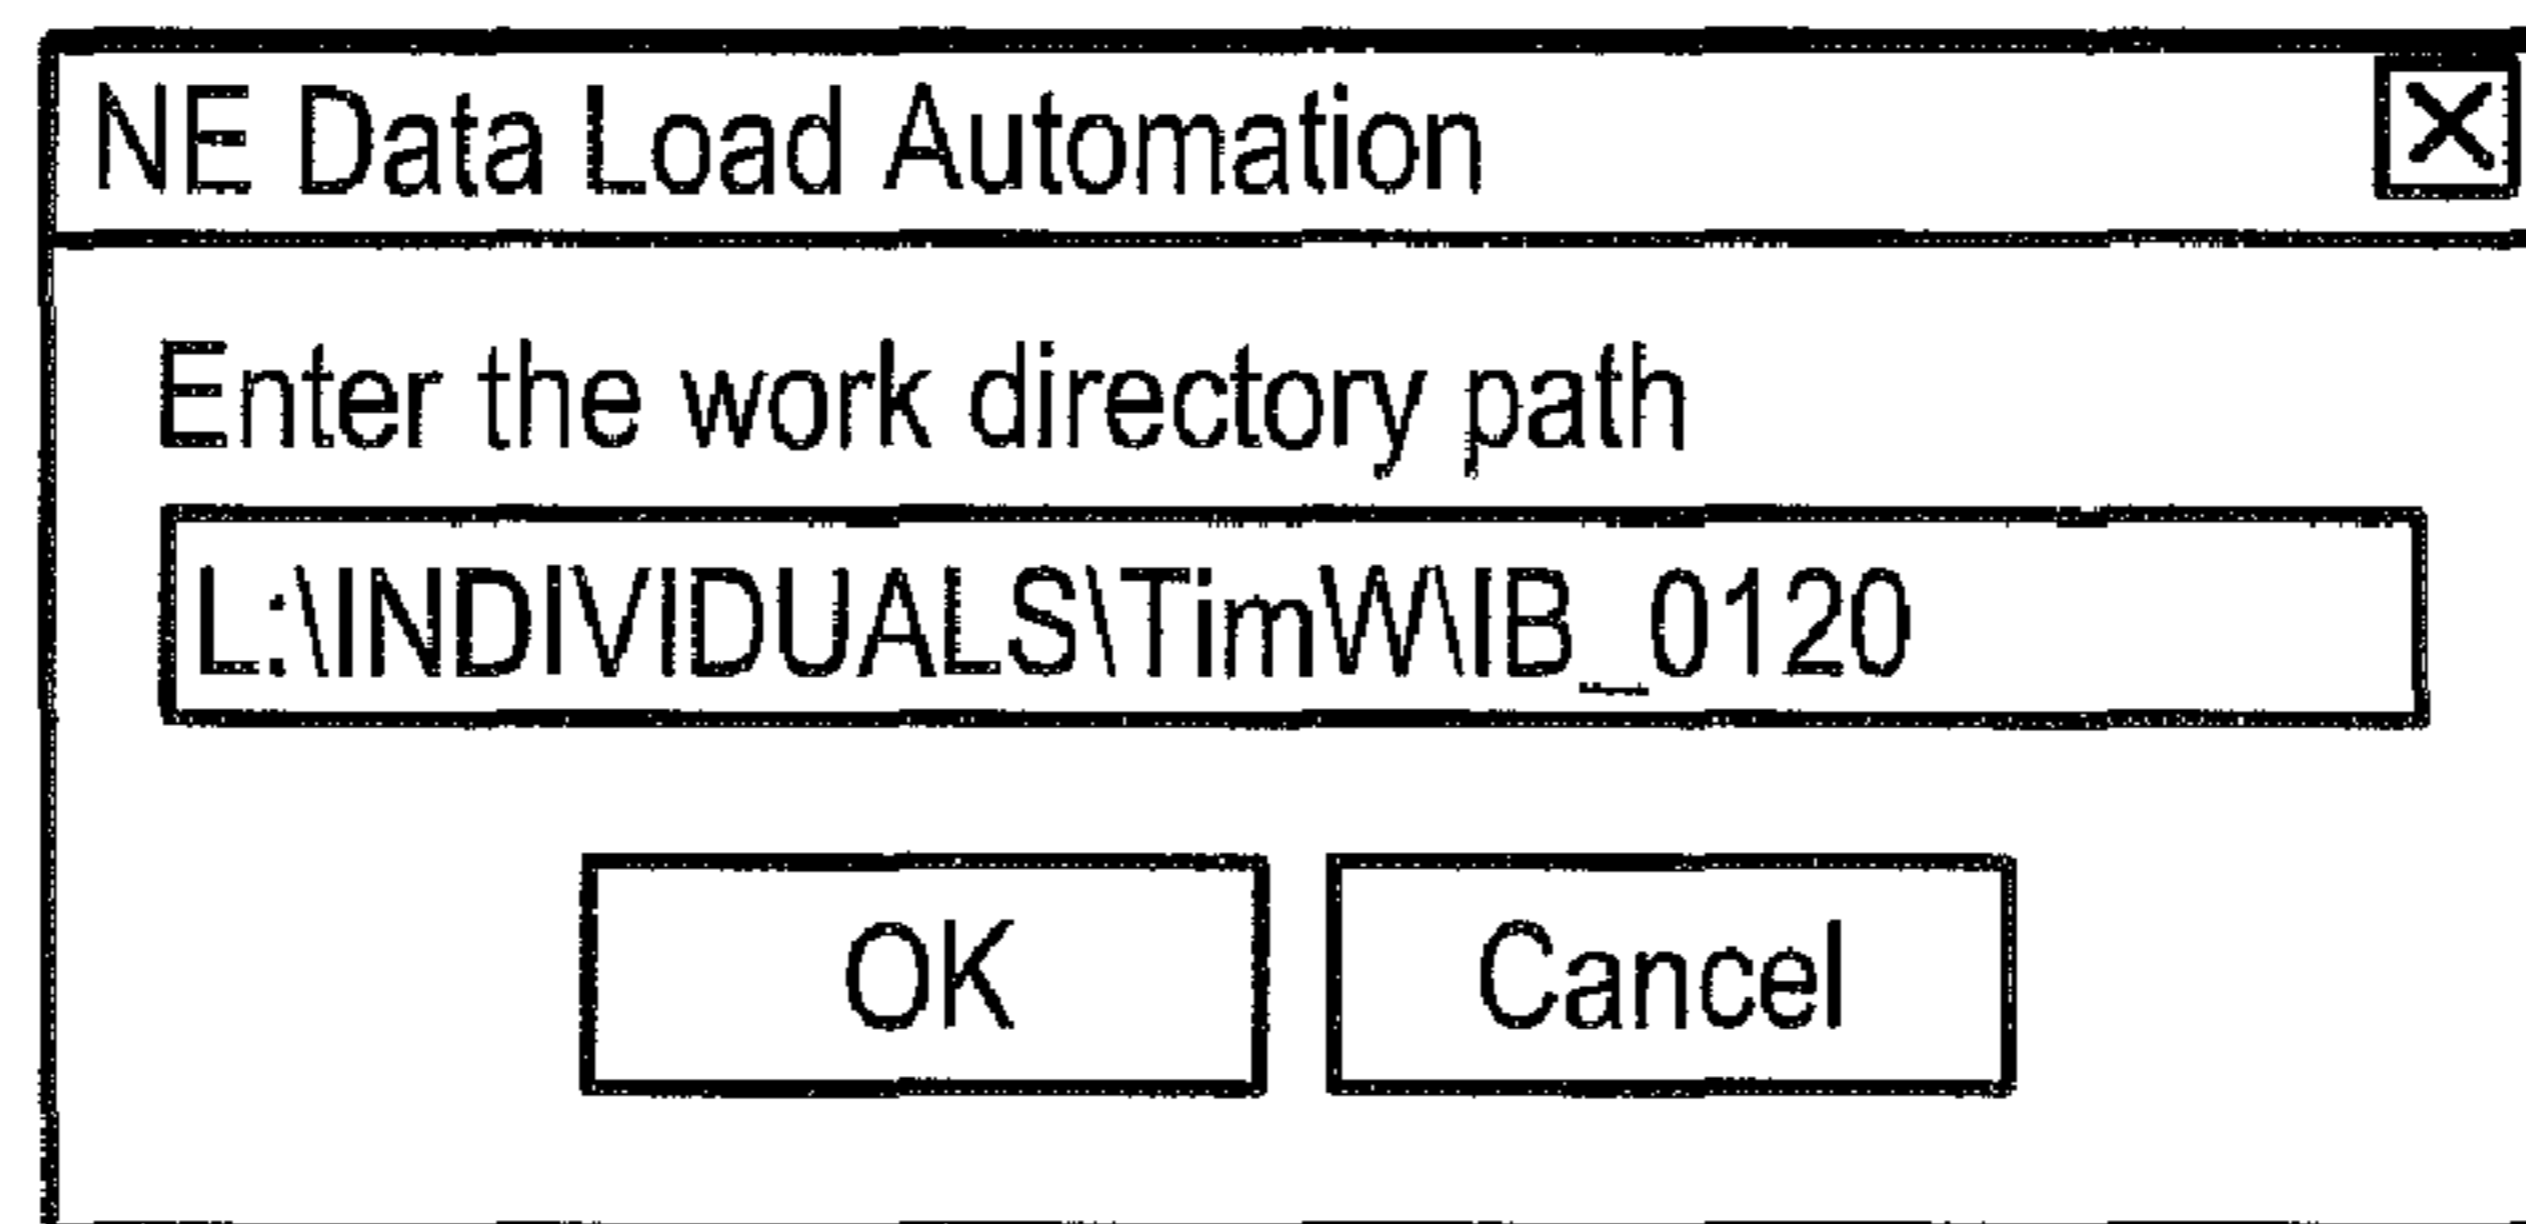 NE Data Load Automation
Enter the work directory path
L:\INDIVIDUALS\TimW\IB_0120
OK Cancel